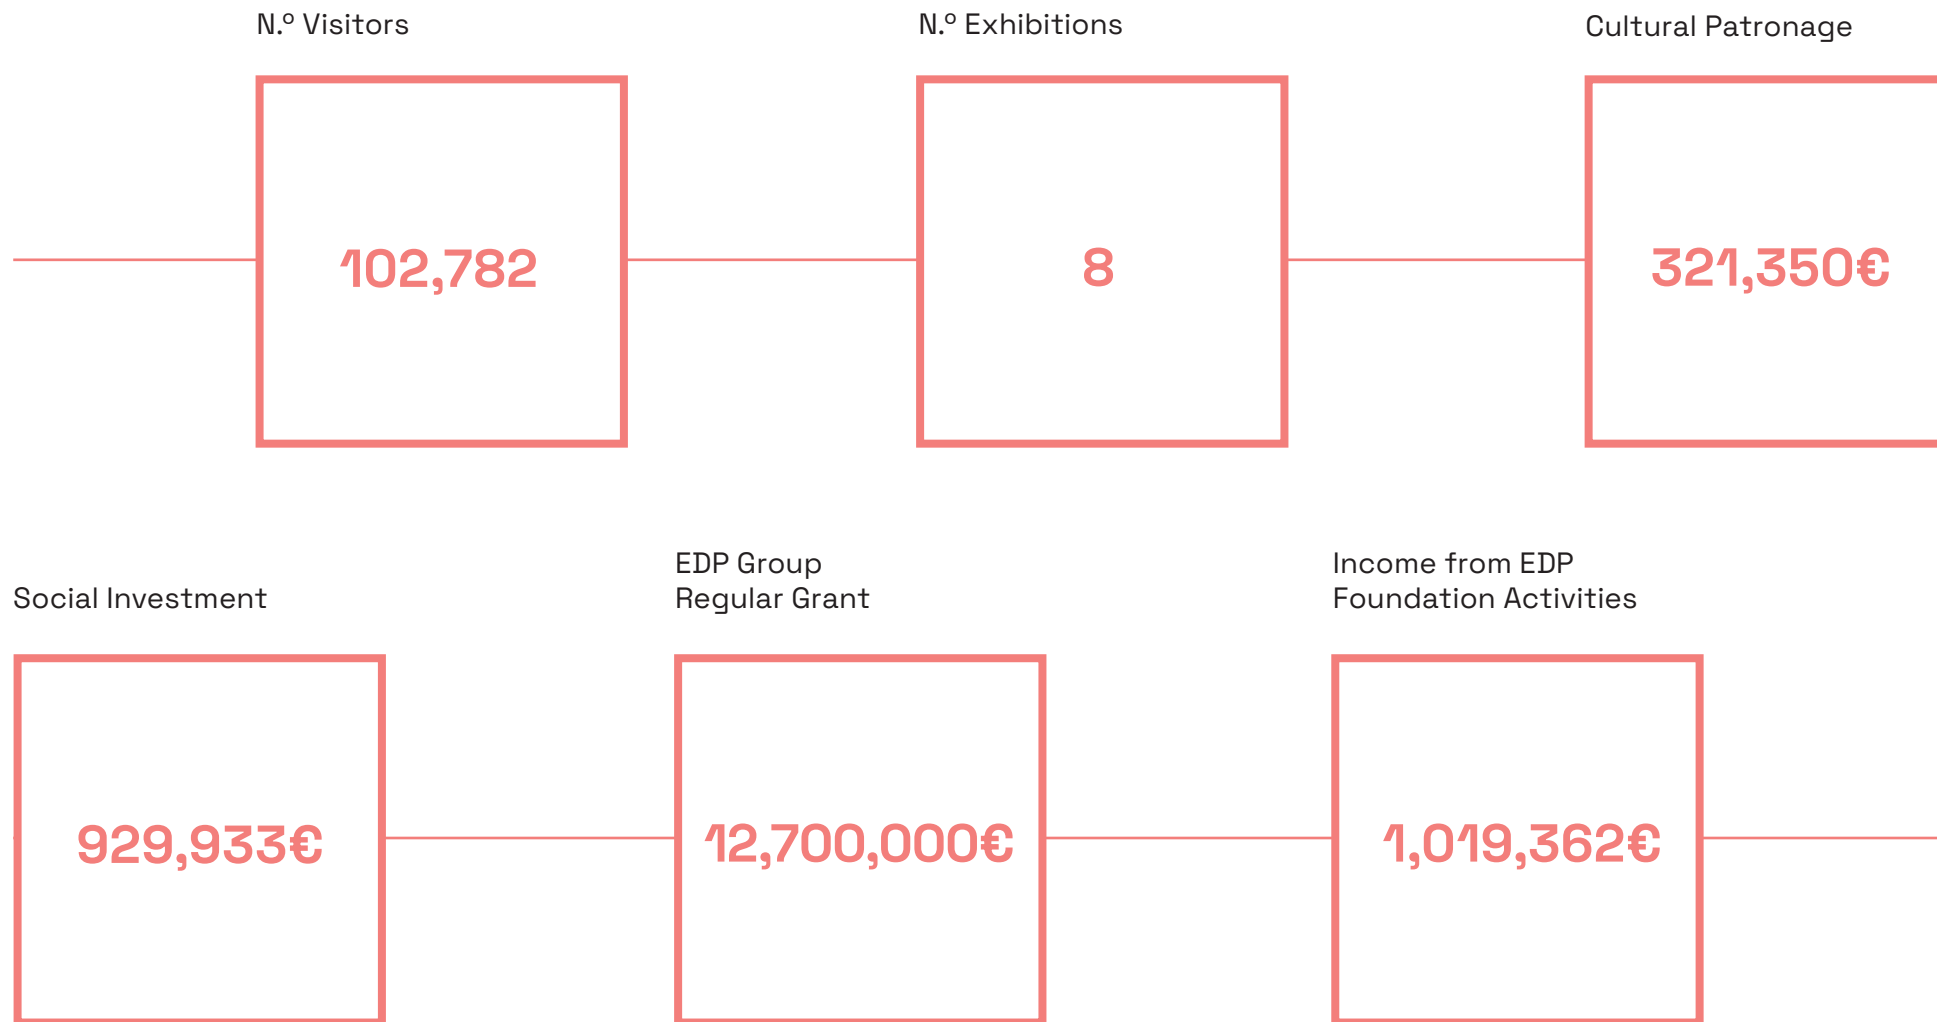 N.º Visitors
N.º Exhibitions
Cultural Patronage
102,782
8
321,350€
Social Investment
EDP Group
Regular Grant
Income from EDP
Foundation Activities
929,933€
12,700,000€
1,019,362€